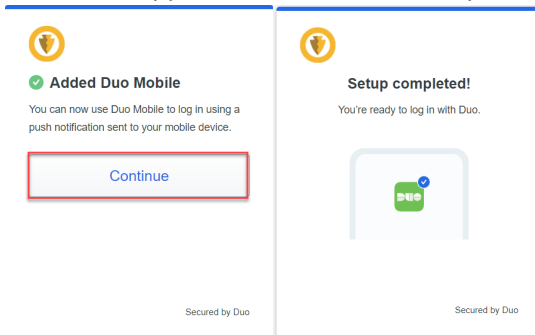 Added Duo Mobile
You can now use Duo Mobile to log in using a
push notification sent to your mobile device.
Continue
Secured by Duo
Setup completed!
You're ready to log in with Duo.
DUO
Secured by Duo